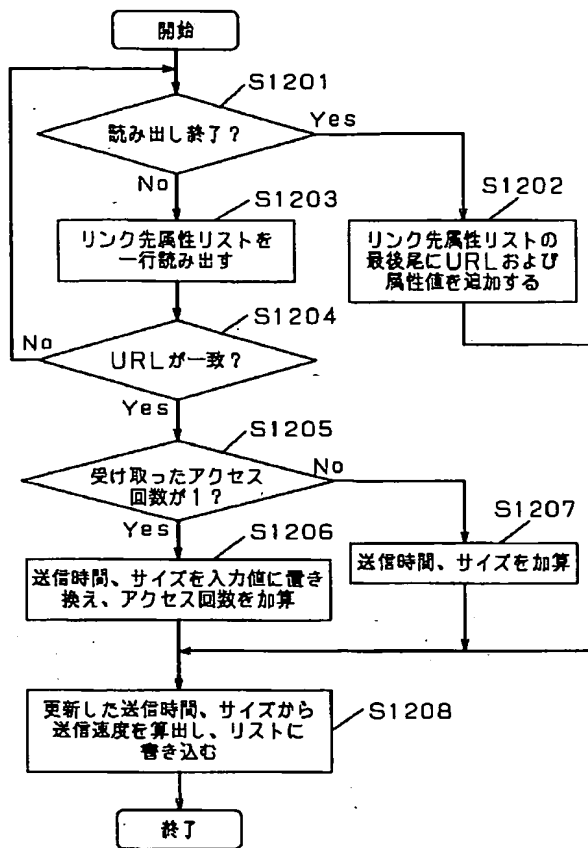 開始
S1201
読み出し終了？
Yes
No
S1202
リンク先属性リストの
最後尾にURLおよび
属性値を追加する
S1203
リンク先属性リストを
一行読み出す
S1204
No
URLが一致？
Yes
S1205
受け取ったアクセス
回数が1？
No
Yes
S1206
送信時間、サイズを入力値に置き
換え、アクセス回数を加算
S1207
送信時間、サイズを加算
更新した送信時間、サイズから
送信速度を算出し、リストに
書き込む
S1208
終了